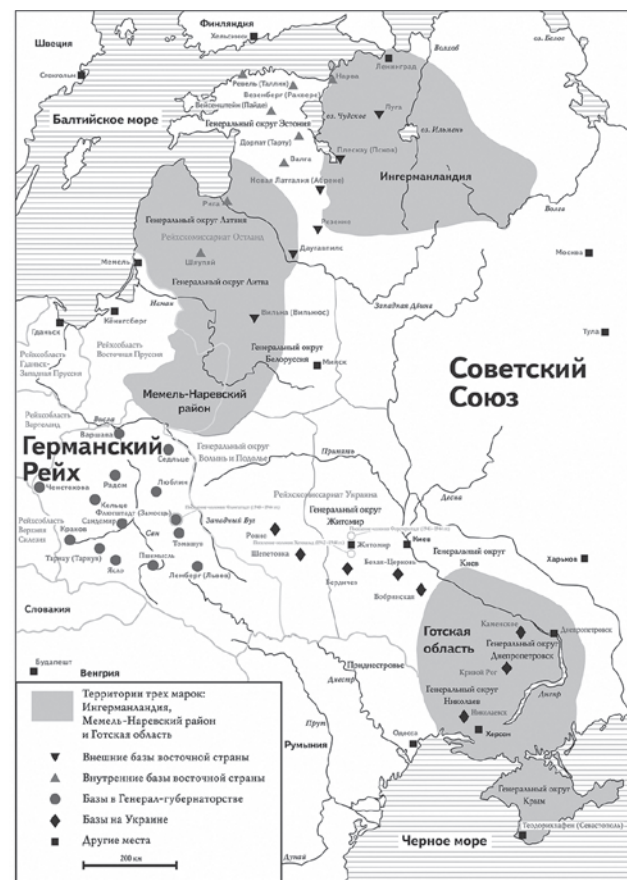 Финляндия
Хельсинки
Швеция
Стокгольм
Волхов
оз. Белое
Ленинград
Ревель (Таллин)
Нарва
Везенберг (Раквере)
Вейсенштейн (Пайде)
Балтийское море
Генеральный округ Эстония
оз. Чудское
Луга
оз. Ильмень
Дорпат (Тарту)
Плескау (Псков)
Валга
Ингерманландия
Новая Латгалия (Абрене)
Рига
Генеральный округ Латвия
Резекне
Волга
Рейхскомиссариат Остланд
Даугавпилс
Москва
Мемель
Шяуляй
Генеральный округ Литва
Западная Двина
Неман
Кёнигсберг
Гданьск
Вильна (Вильнюс)
Тула
Рейхсобласть
Гданьск-
Западная Пруссия
Рейхсобласть
Восточная Пруссия
Генеральный округ
Белоруссия
Минск
Советский
Союз
Мемель-Наревский
район
Рейхсобласть
Вартеланд
Висла
Варшава
Германский
Рейх
Седльце
Генеральный округ
Волынь и Подолье
Припять
Ченстохова
Радом
Люблин
Рейхскомиссариат Украина
Десна
Кельце
Генеральный округ
Житомир
Сандомир
Рейхсобласть
Верхняя
Силезия
Краков
Сан
Западный Буг
Томашув
Ровно
Житомир
Киев
Генеральный округ
Киев
Харьков
Тарнау (Тарнув)
Ясло
Пшемысль
Лемберг (Львов)
Шепетовка
Бердичев
Белая-Церковь
Бобринская
Словакия
Готская
область
Каменское
Днепропетровск
Генеральный округ
Днепропетровск
Кривой Рог
Будапешт
Венгрия
Приднестровье
Днестр
Генеральный округ
Николаев
Днепр
Николаевск
Херсон
Прут
Одесса
Румыния
Генеральный округ
Крым
Теодорихсхафен (Севастополь)
Черное море
Дунай
Территории трех марок:
Ингерманландия,
Мемель-Наревский район
и Готская область
Внешние базы восточной страны
Внутренние базы восточной страны
Базы в Генерал-губернаторстве
Базы на Украине
Другие места
200 км